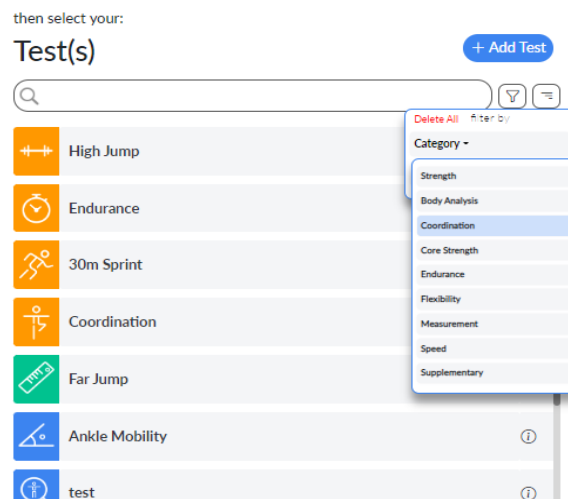 then select your:
Test(s)
+ Add Test
Delete All filter by
Category
High Jump
Endurance
30m Sprint
Coordination
Far Jump
Ankle Mobility
test
Strength
Body Analysis
Coordination
Core Strength
Endurance
Flexibility
Measurement
Speed
Supplementary